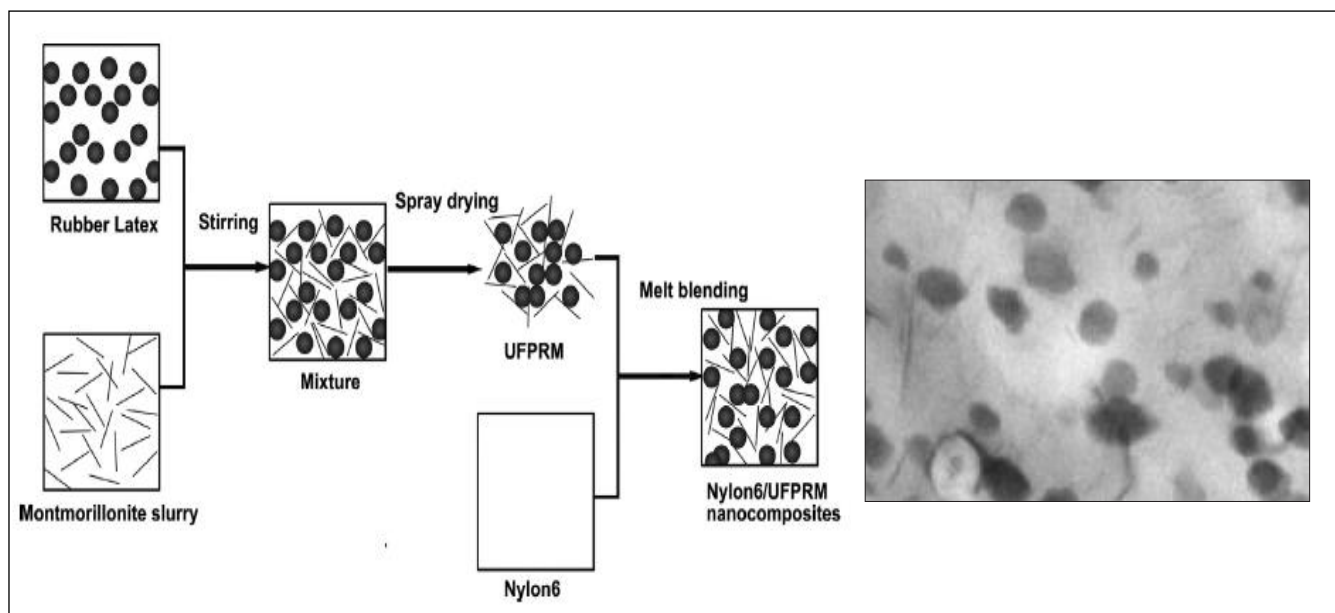 Rubber Latex
Stirring
Spray drying
Montmorillonite slurry
Mixture
UFPRM
Melt blending
Nylon6
Nylon6/UFPRM
nanocomposites